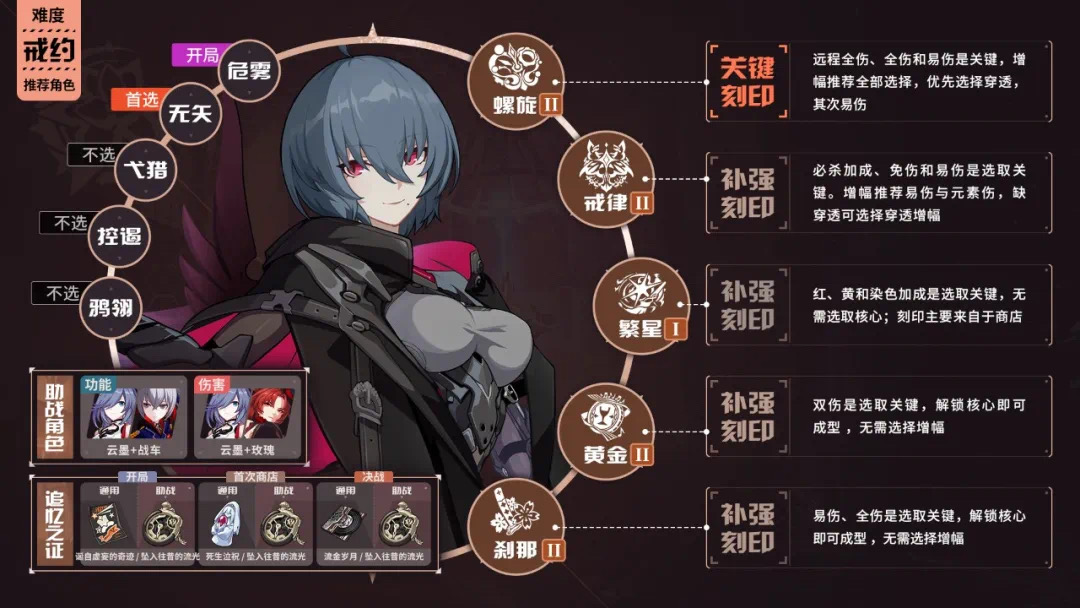 难度
戒约
推荐角色
开局
危雾
首选
无矢
不选
弋猎
不选
控遏
不选
鸦翎
螺旋 II
关键
刻印
远程全伤、全伤和易伤是关键，增
幅推荐全部选择，优先选择穿透，
其次易伤
戒律 II
补强
刻印
必杀加成、免伤和易伤是选取关
键。增幅推荐易伤与元素伤，缺
穿透可选择穿透增幅
繁星 I
补强
刻印
红、黄和染色加成是选取关键，无
需选取核心；刻印主要来自于商店
黄金 II
补强
刻印
双伤是选取关键，解锁核心即可
成型，无需选择增幅
刹那 II
补强
刻印
易伤、全伤是选取关键，解锁核心
即可成型，无需选择增幅
助战角色
功能
云墨+战车
伤害
云墨+玫瑰
追忆之证
开局
通用 助战
闻自虚妄的奇迹/坠入往昔的流光
首次商店
通用 助战
死生泣祝/坠入往昔的流光
决战
通用 助战
流金岁月/坠入往昔的流光